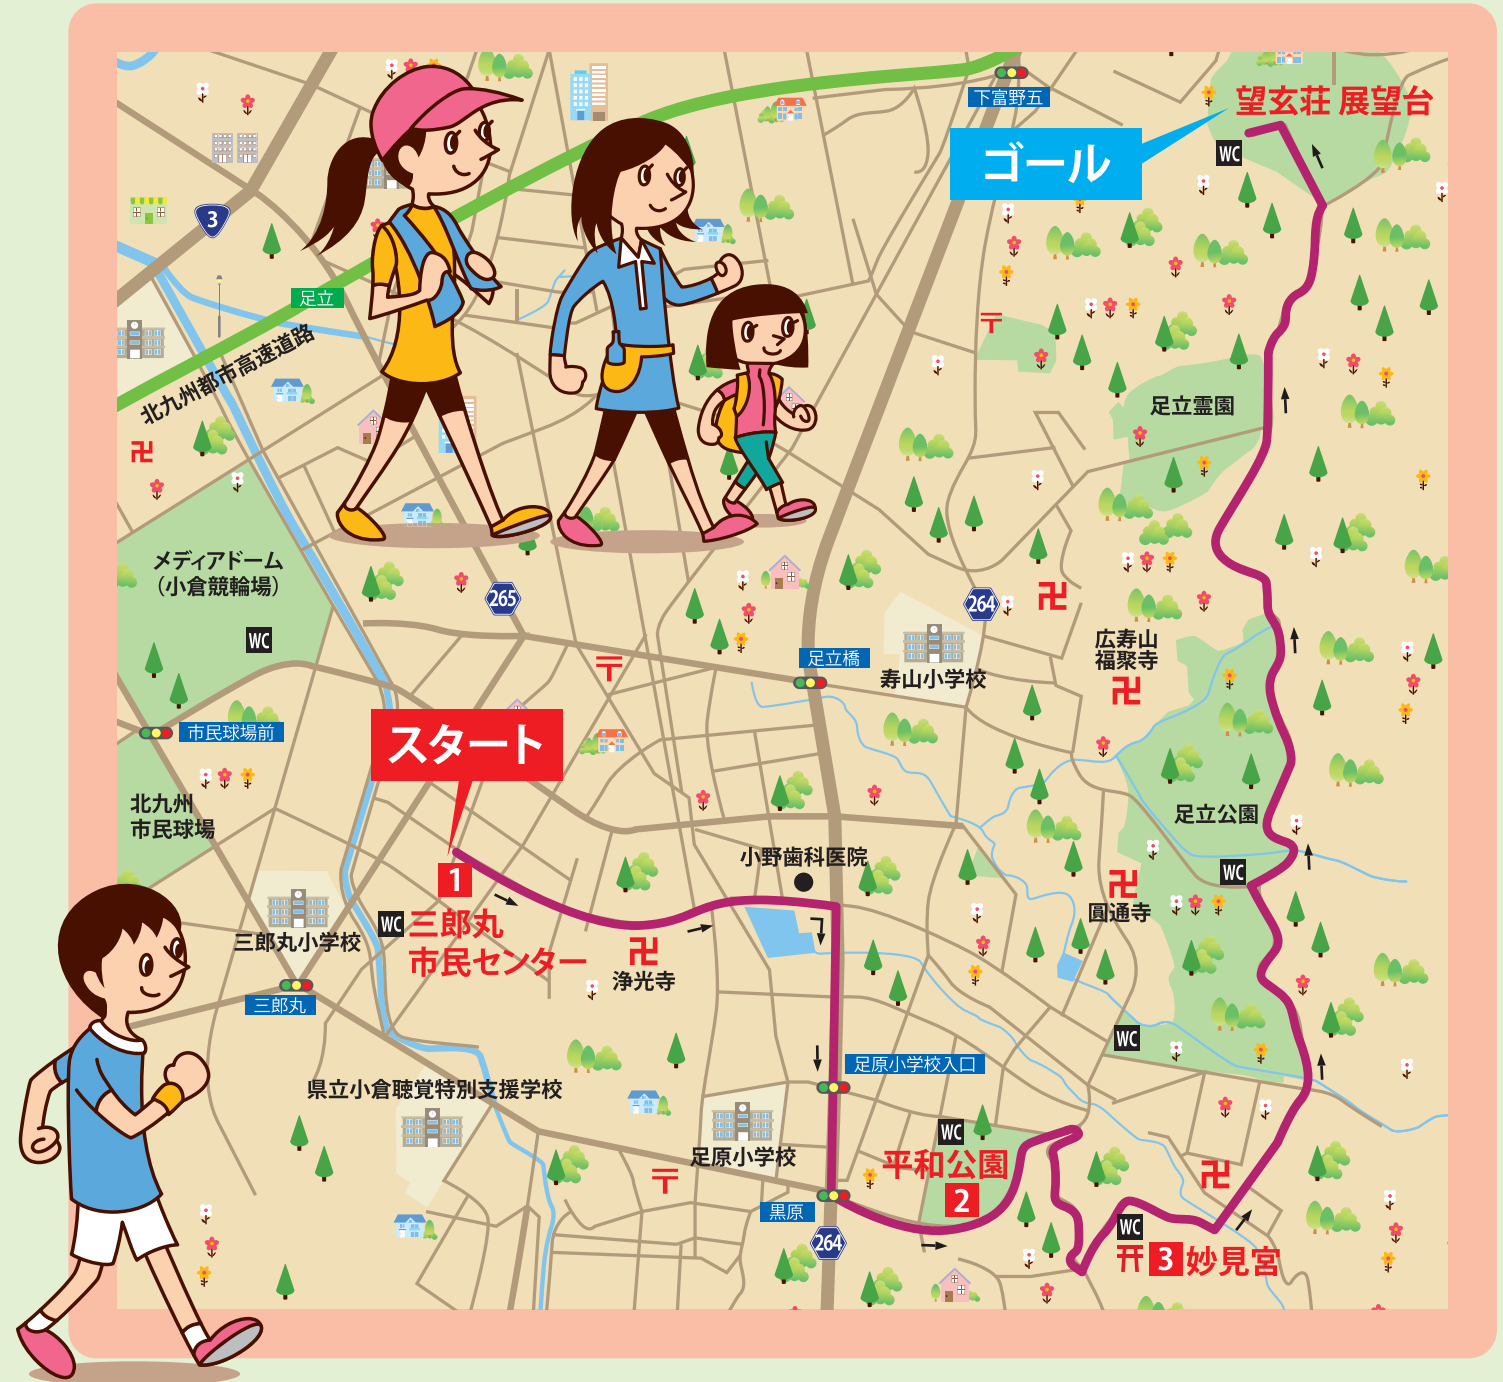 下富野五
望玄荘 展望台
ゴール
WC
3
足立
北九州都市高速道路
足立霊園
メディアドーム
（小倉競輪場）
WC
265
264
足立橋
寿山小学校
広寿山
福聚寺
市民球場前
スタート
北九州
市民球場
足立公園
小野歯科医院
WC
1
三郎丸
市民センター
WC
三郎丸小学校
圓通寺
浄光寺
三郎丸
WC
足原小学校入口
県立小倉聴覚特別支援学校
足原小学校
WC
平和公園
2
黒原
264
WC
3 妙見宮